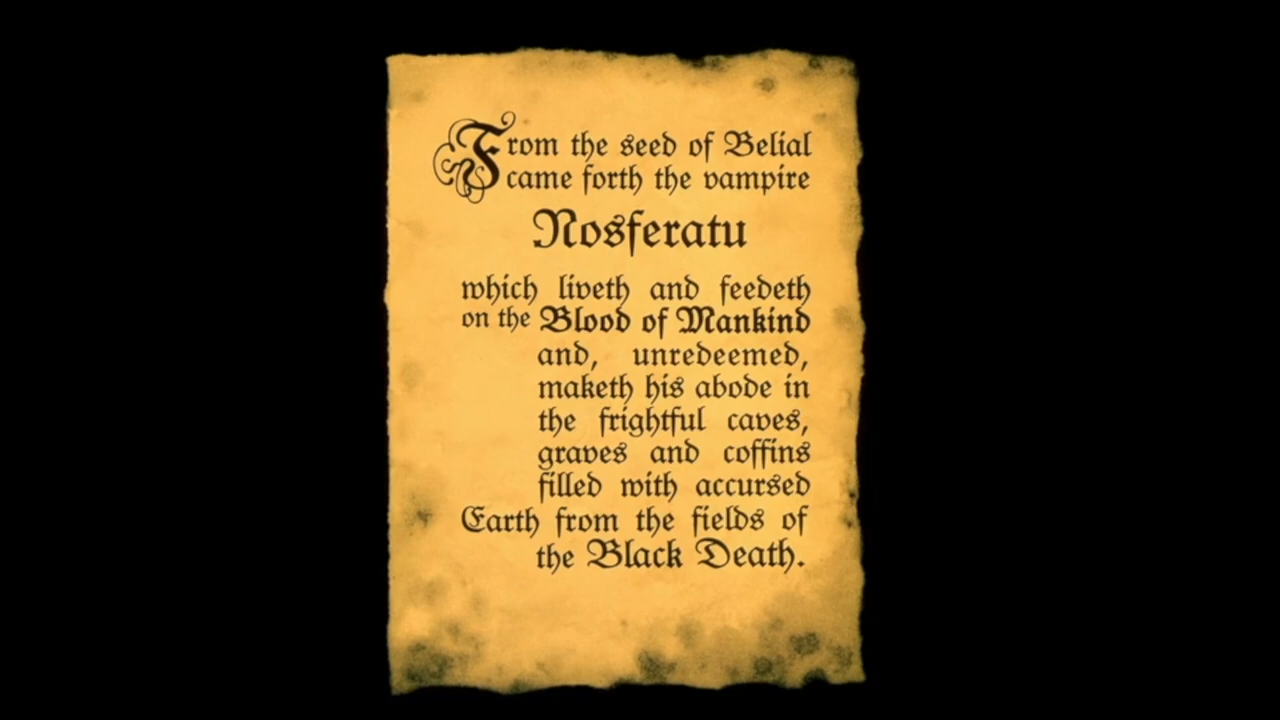 From the seed of Belial
came forth the vampire
Nosferatu
which liveth and feedeth
on the Blood of Mankind
and, unredeemed,
maketh his abode in
the frightful caves,
graves and coffins
filled with accursed
Earth from the fields of
the Black Death.